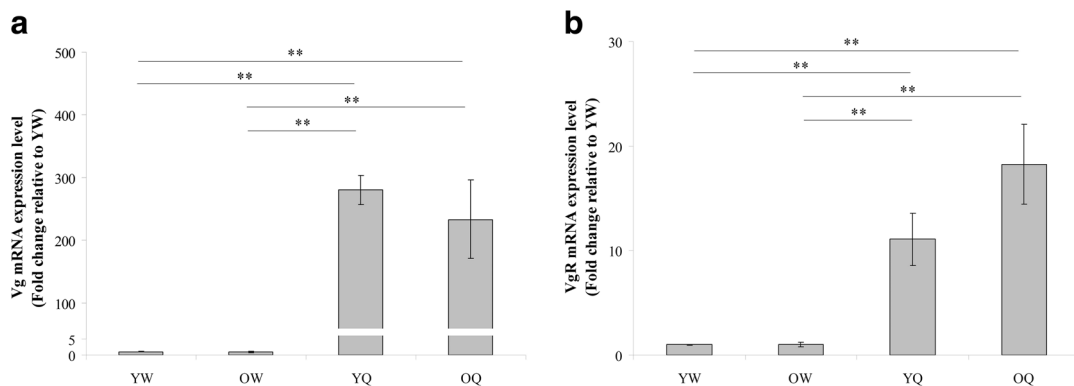 a
Vg mRNA expression level
(Fold change relative to YW)
500
400
300
200
100
5
0
**
**
**
**
YW OW YQ OQ
b
VgR mRNA expression level
(Fold change relative to YW)
30
20
10
0
**
**
**
**
YW OW YQ OQ